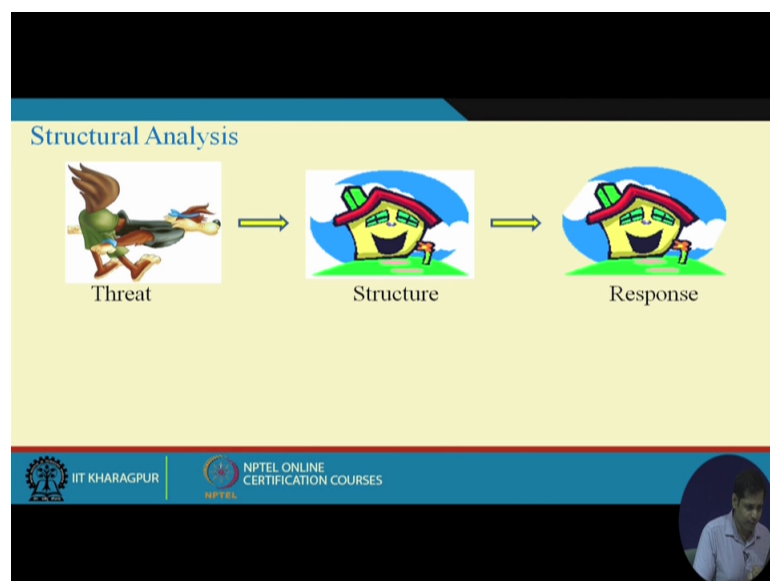 Structural Analysis
Threat
Structure
Response
IIT KHARAGPUR
NPTEL
NPTEL ONLINE
CERTIFICATION COURSES